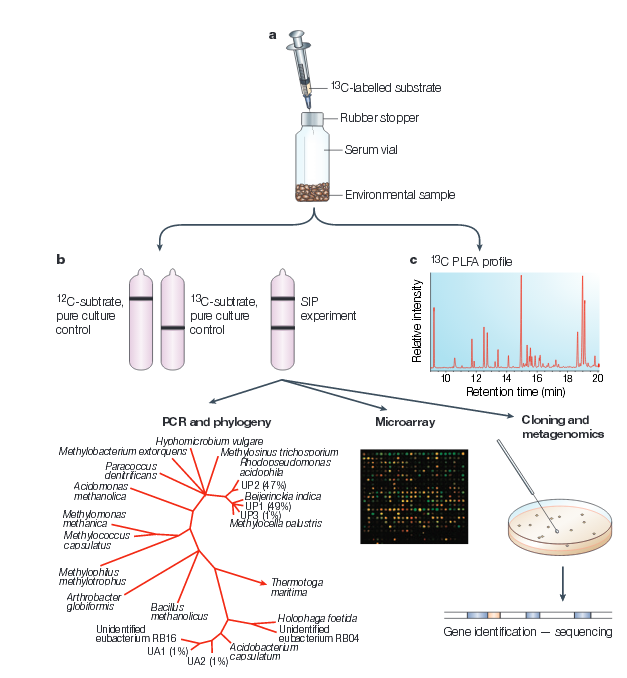 a
13C-labelled substrate
Rubber stopper
Serum vial
Environmental sample
b
12C-subtrate,
pure culture
control
13C-subtrate,
pure culture
control
SIP
experiment
c
13C PLFA profile
Relative intensity
10 12 14 16 18 20
Retention time (min)
PCR and phylogeny
Hyphomicrobium vulgare
Methylobacterium extorquens
Methylosinus trichosporium
Rhodopseudomonas
acidophila
Paracoccus
denitrificans
UP2 (47%)
Acidomonas
methanolica
Beijerinckia indica
UP1 (49%)
UP3 (1%)
Methylocella palustris
Methylomonas
methanica
Methylococcus
capsulatus
Methylophilus
methylotrophus
Thermotoga
maritima
Arthrobacter
globiformis
Bacillus
methanolicus
Holophaga foetida
Unidentified
eubacterium RB16
Unidentified
eubacterium RB04
UA1 (1%)
UA2 (1%)
Acidobacterium
capsulatum
Microarray
Cloning and
metagenomics
Gene identification — sequencing